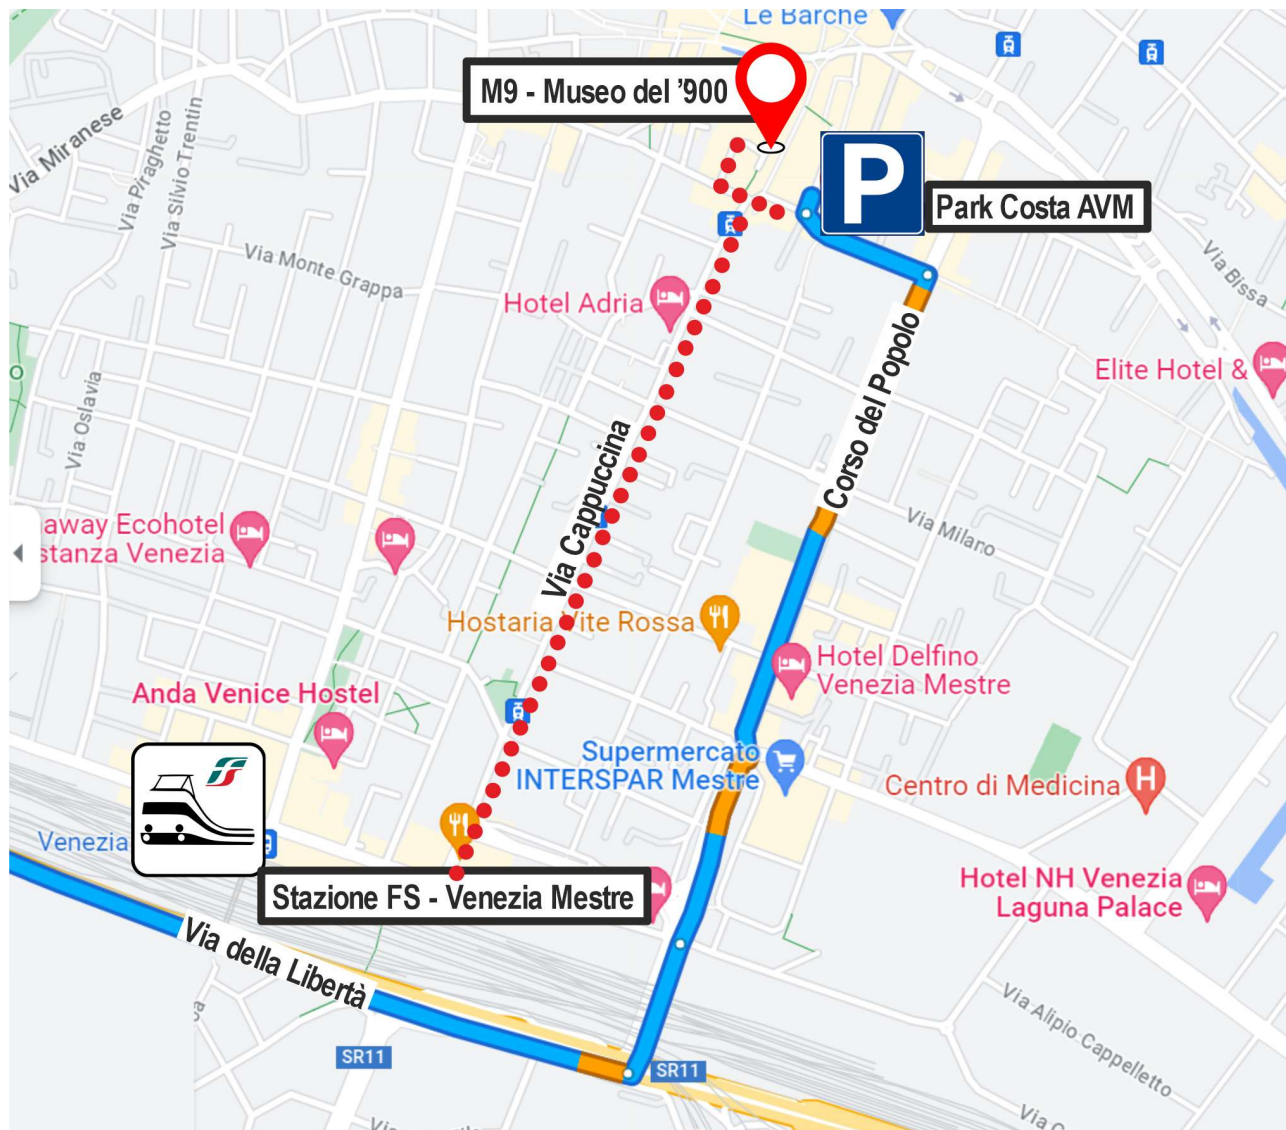 Le Barche
M9 - Museo del '900
P
Park Costa AVM
Via Miranese
Via Piraghetto
Via Silvio Trentin
Via Monte Grappa
Via Bissa
Hotel Adria
Corso del Popolo
Elite Hotel &
Via Oslavia
Via Cappuccina
away Ecohotel
stanza Venezia
Via Milano
Hostaria Vite Rossa
Hotel Delfino
Venezia Mestre
Anda Venice Hostel
Supermercato
INTERSPAR Mestre
Centro di Medicina
H
Venezia
Stazione FS - Venezia Mestre
Hotel NH Venezia
Laguna Palace
Via della Libertà
Via Alipio Cappelletto
SR11
SR11
Via